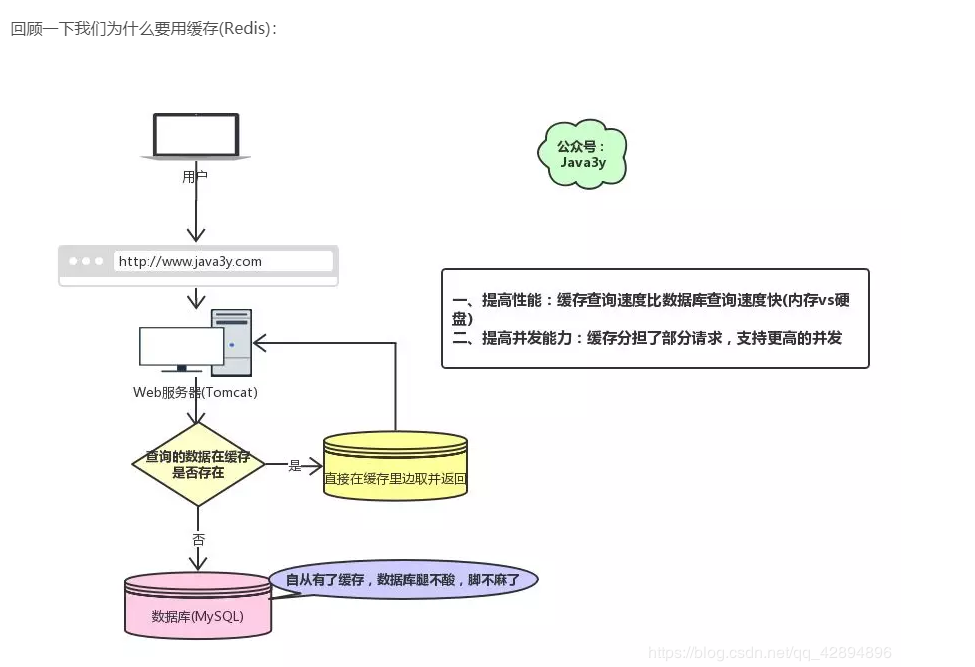 回顾一下我们为什么要用缓存(Redis)：
公众号：
Java3y
用户
http://www.java3y.com
一、提高性能：缓存查询速度比数据库查询速度快(内存vs硬
盘)
二、提高并发能力：缓存分担了部分请求，支持更高的并发
Web服务器(Tomcat)
查询的数据在缓存
是否存在
是
直接在缓存里边取并返回
否
自从有了缓存，数据库腿不酸，脚不麻了
数据库(MySQL)
https://blog.csdn.net/qq_42894896